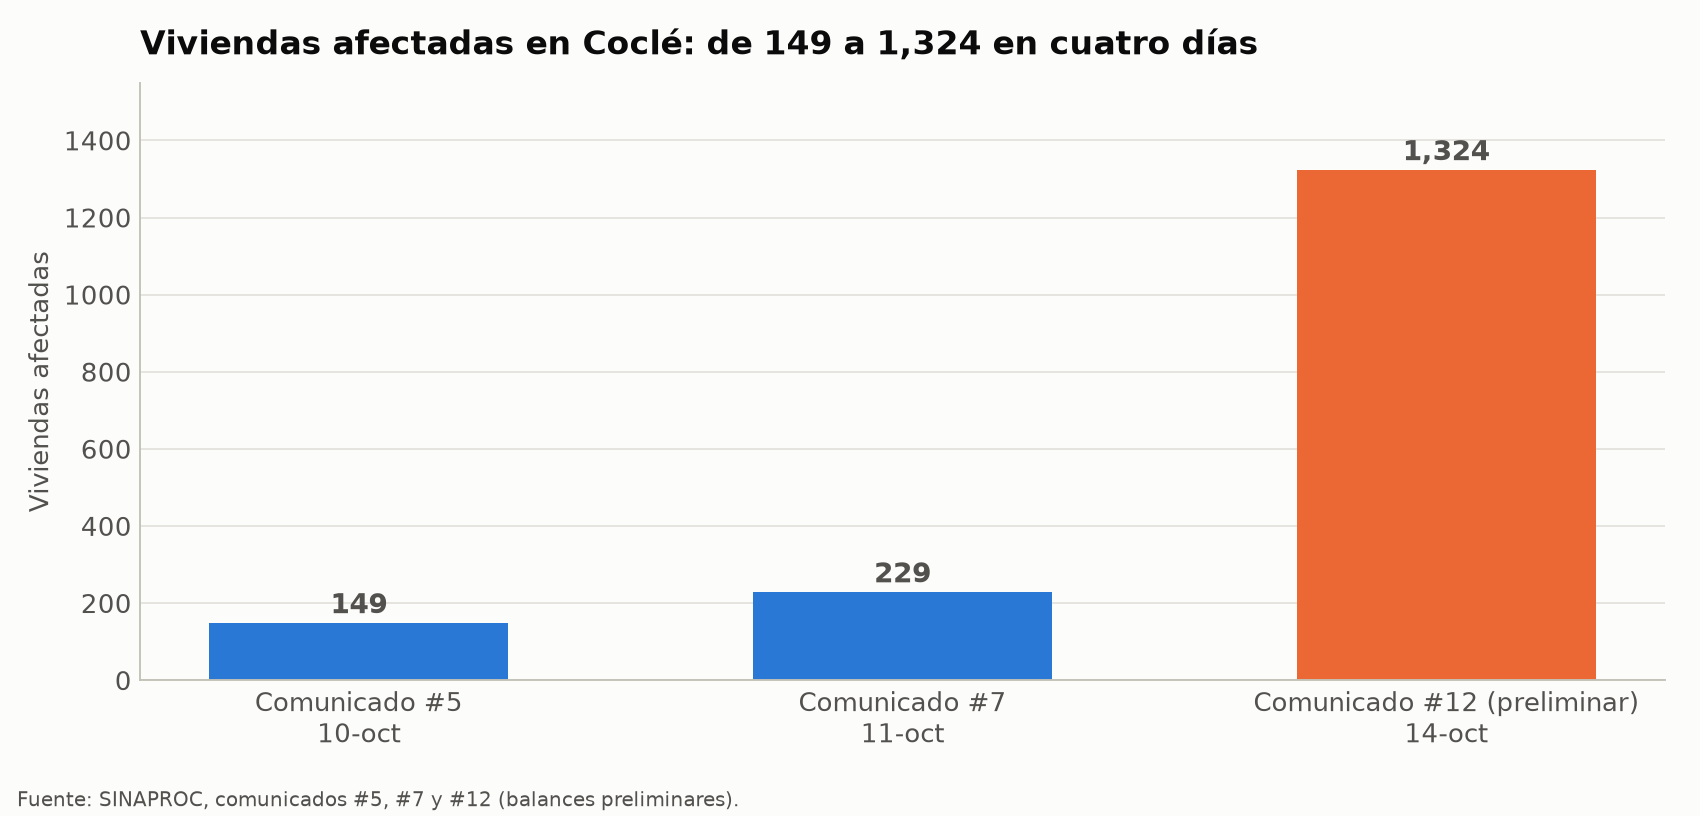 Viviendas afectadas en Coclé: de 149 a 1,324 en cuatro días
Viviendas afectadas
1400
1200
1000
800
600
400
200
0
149
229
1,324
Comunicado #5
10-oct
Comunicado #7
11-oct
Comunicado #12 (preliminar)
14-oct
Fuente: SINAPROC, comunicados #5, #7 y #12 (balances preliminares).